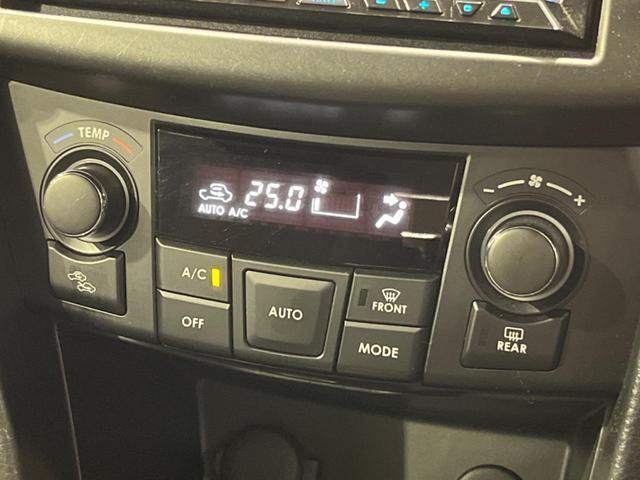 TEMP
25.0
AUTO A/C
- +
A/C
OFF
AUTO
FRONT
MODE
REAR